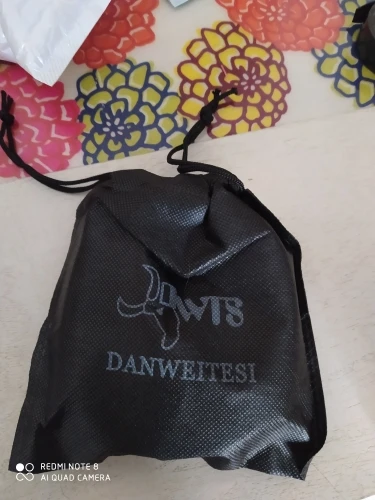 DWTS
DANWEITESI
REDMI NOTE 8
AI QUAD CAMERA